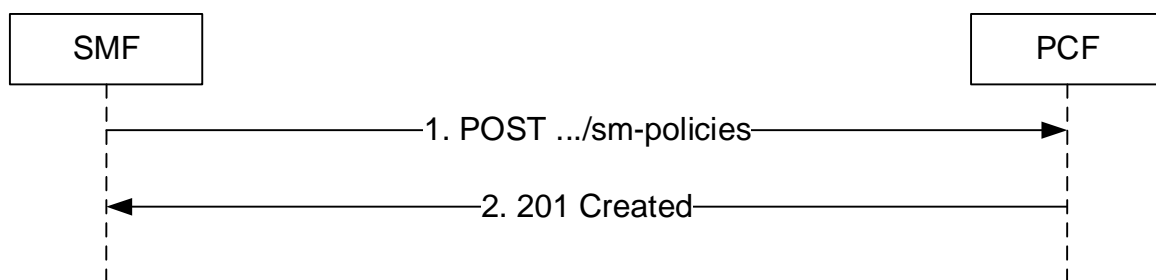 SMF
PCF
1. POST .../sm-policies
2. 201 Created